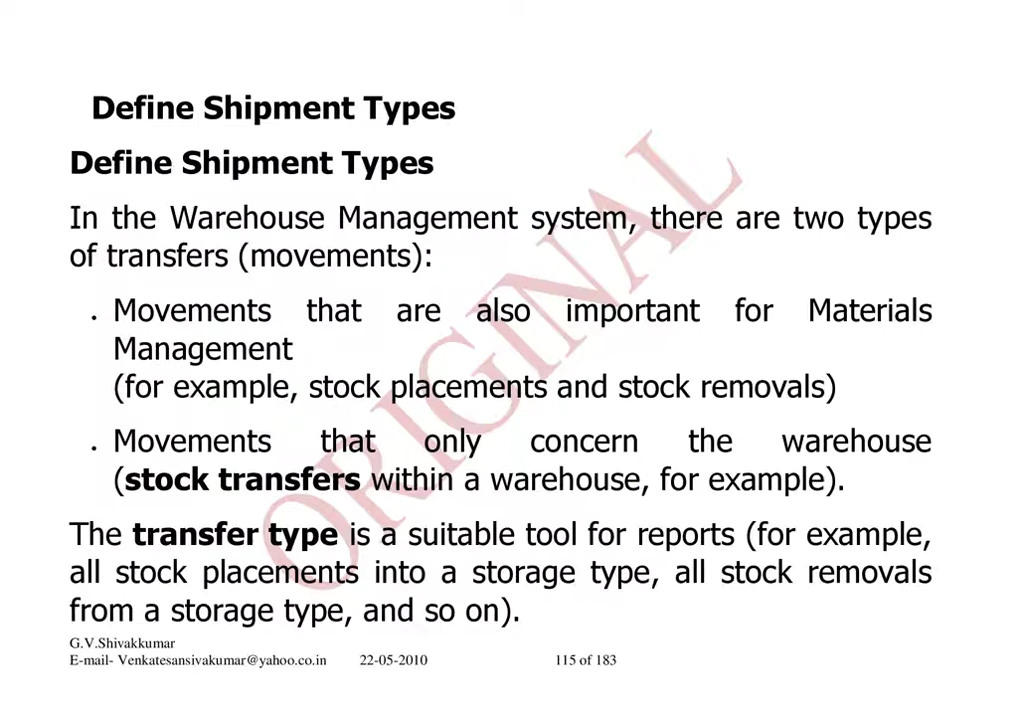 Define Shipment Types
Define Shipment Types
In the Warehouse Management system, there are two types
of transfers (movements):
• Movements that are also important for Materials
Management
(for example, stock placements and stock removals)
• Movements that only concern the warehouse
(stock transfers within a warehouse, for example).
The transfer type is a suitable tool for reports (for example,
all stock placements into a storage type, all stock removals
from a storage type, and so on).
G.V.Shivakkumar
E-mail- Venkatesansivakumar@yahoo.co.in 22-05-2010 115 of 183
ORIGINAL